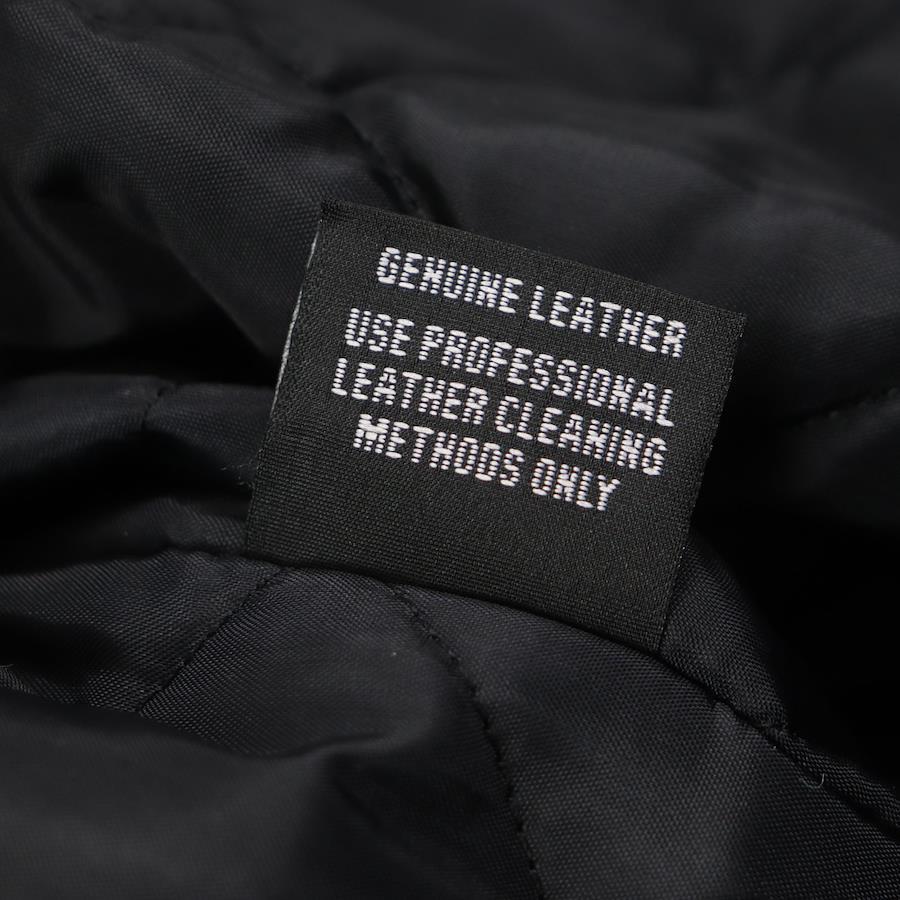 GENUINE LEATHER
USE PROFESSIONAL
LEATHER CLEANING
METHODS ONLY